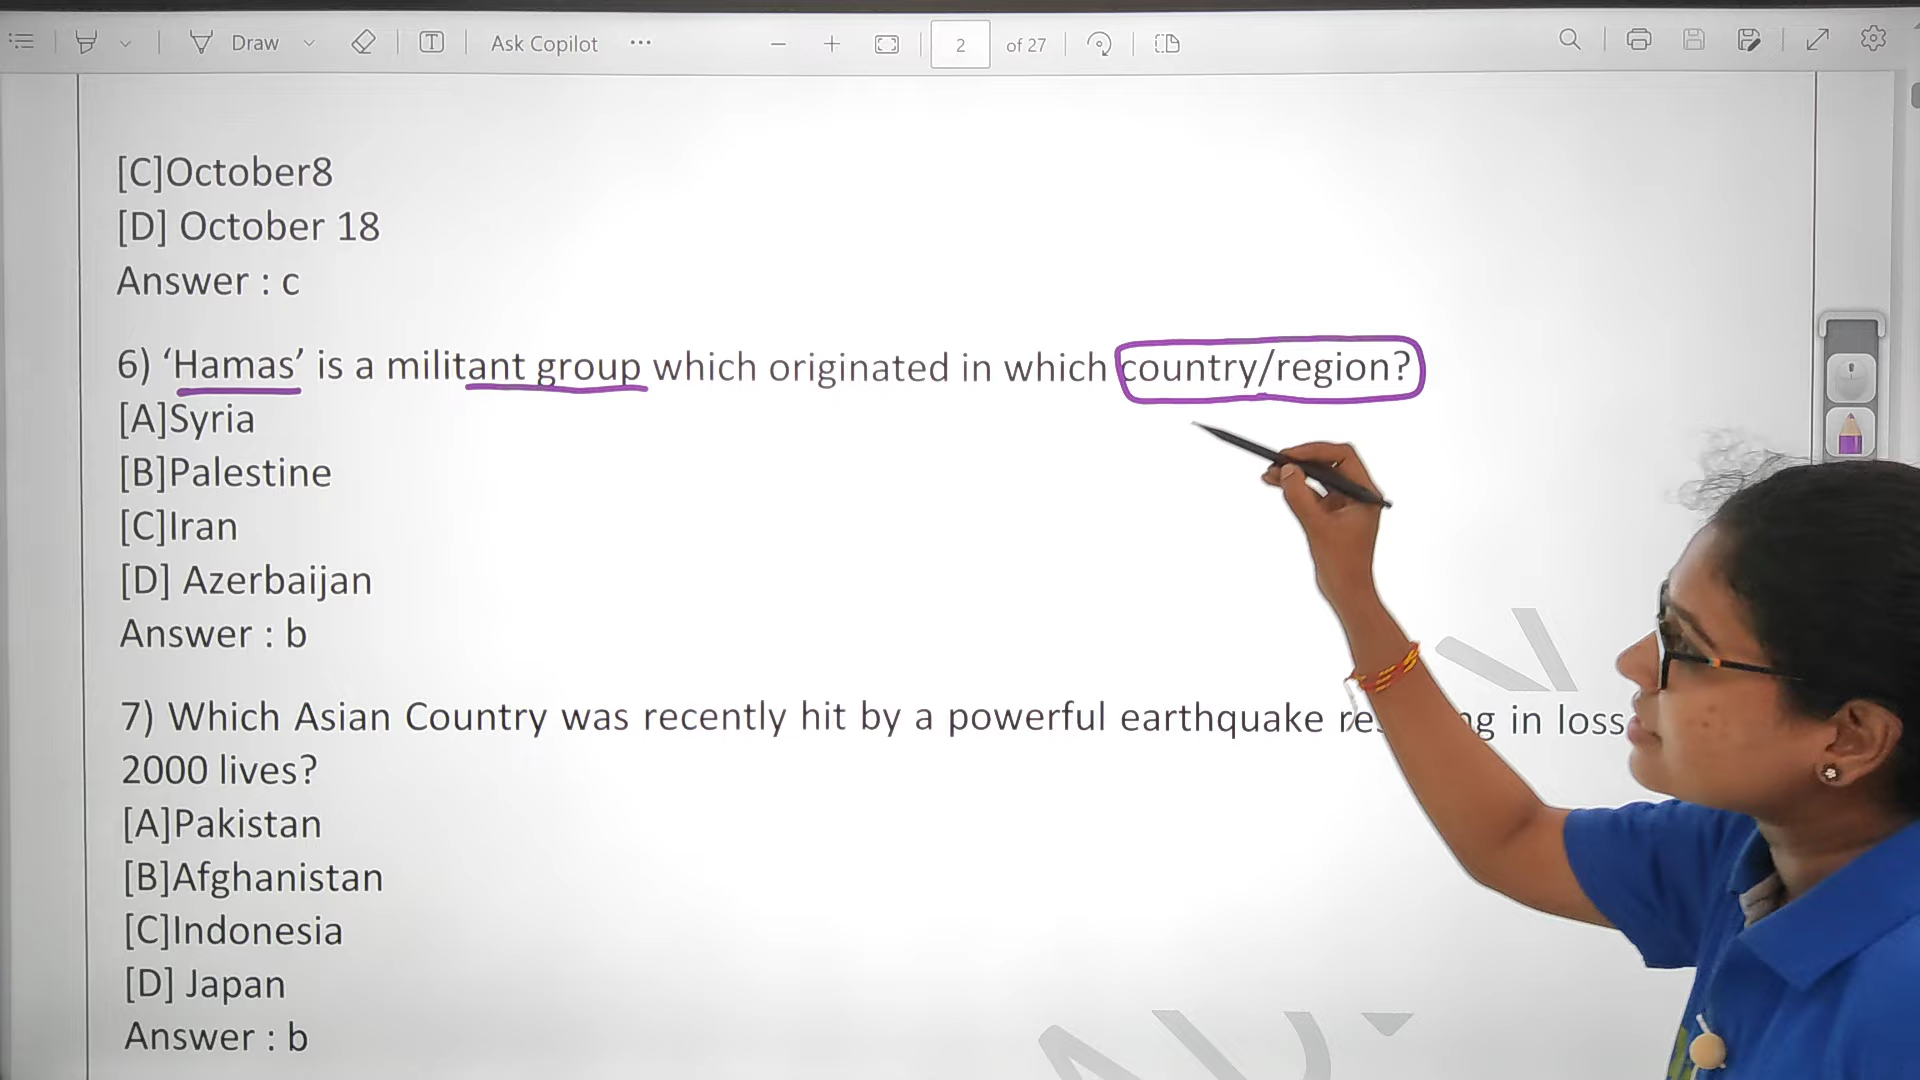 Draw
Ask Copilot
2
of 27
[C]October8
[D] October 18
Answer : c
6) ‘Hamas’ is a militant group which originated in which country/region?
[A]Syria
[B]Palestine
[C]Iran
[D] Azerbaijan
Answer : b
7) Which Asian Country was recently hit by a powerful earthquake in loss
2000 lives?
[A]Pakistan
[B]Afghanistan
[C]Indonesia
[D] Japan
Answer : b